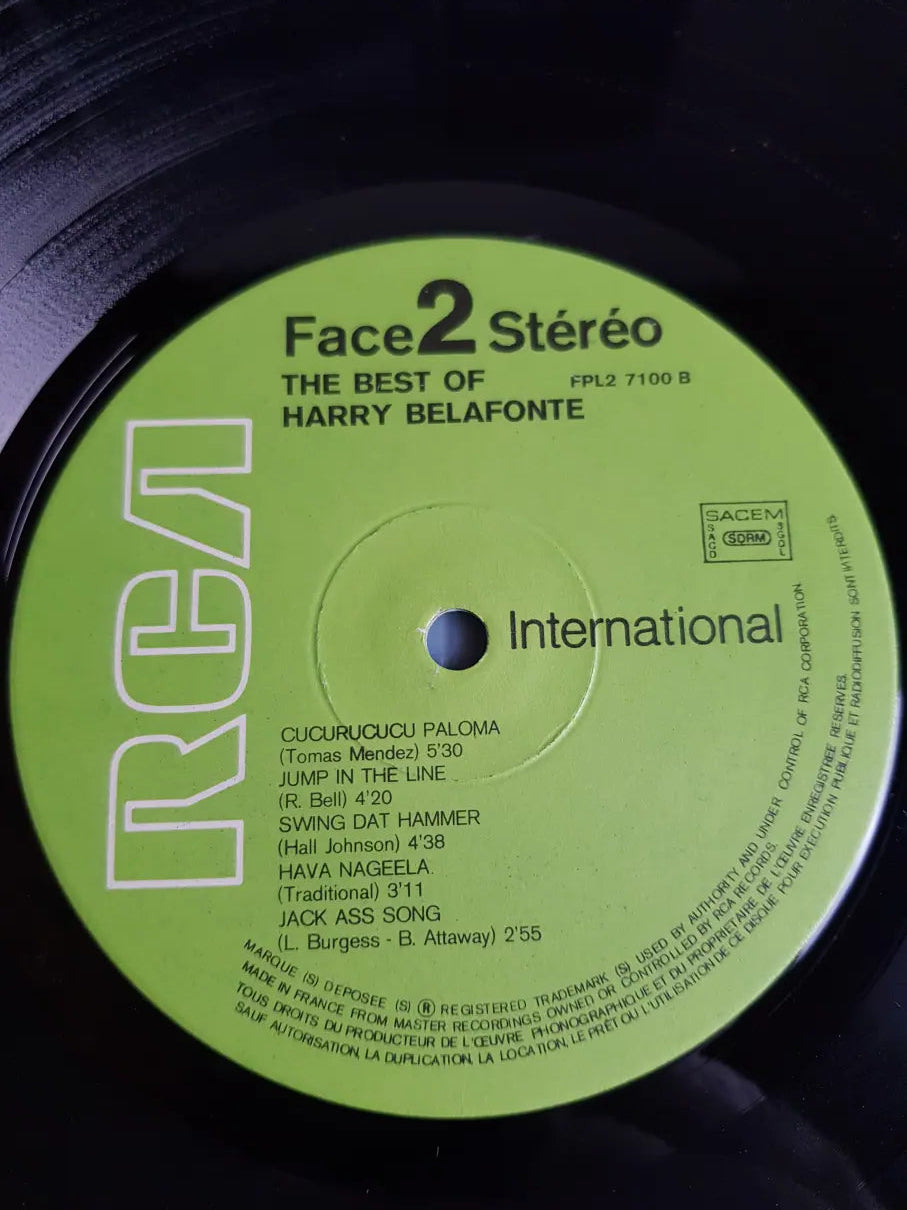 Face 2 Stéréo
THE BEST OF
FPL2 7100 B
HARRY BELAFONTE
RCA
SACEM
SACD
SDRM
SGDL
International
CUCURUCUCU PALOMA
(Tomas Mendez) 5'30
JUMP IN THE LINE
(R. Bell) 4'20
SWING DAT HAMMER
(Hall Johnson) 4'38
HAVA NAGEELA
(Traditional) 3'11
JACK ASS SONG
(L. Burgess - B. Attaway) 2'55
MARQUE (S) DEPOSEE (S) ® REGISTERED TRADEMARK (S) USED BY AUTHORITY AND UNDER CONTROL OF RCA CORPORATION.
MADE IN FRANCE FROM MASTER RECORDINGS OWNED OR CONTROLLED BY RCA RECORDS.
TOUS DROITS DU PRODUCTEUR DE L'ŒUVRE PHONOGRAPHIQUE ET DU PROPRIETAIRE DE L'ŒUVRE ENREGISTREE RESERVES.
SAUF AUTORISATION, LA DUPLICATION, LA LOCATION, LE PRÊT OU L'UTILISATION DE CE DISQUE POUR EXECUTION PUBLIQUE ET RADIODIFFUSION SONT INTERDITS.